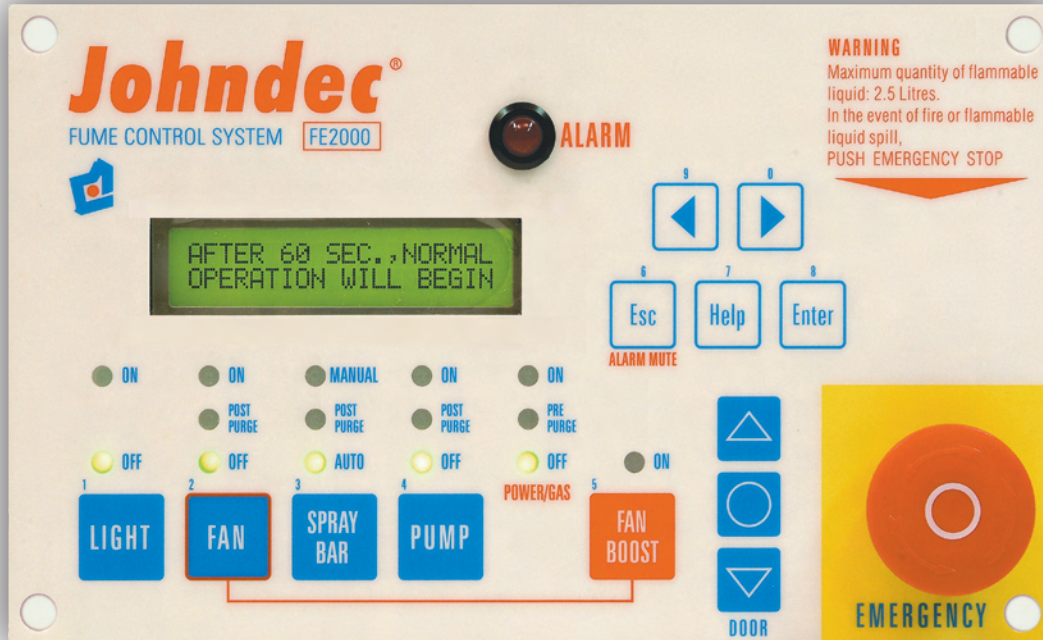 Johndec®
FUME CONTROL SYSTEM FE2000
ALARM
WARNING
Maximum quantity of flammable
liquid: 2.5 Litres.
In the event of fire or flammable
liquid spill,
PUSH EMERGENCY STOP
AFTER 60 SEC.,NORMAL
OPERATION WILL BEGIN
9 0
6 7 8
Esc Help Enter
ALARM MUTE
ON ON MANUAL ON ON
POST POST POST PRE
PURGE PURGE PURGE PURGE
OFF OFF AUTO OFF OFF ON
POWER/GAS
1 2 3 4 5
LIGHT FAN SPRAY PUMP FAN
BAR BOOST
DOOR
EMERGENCY